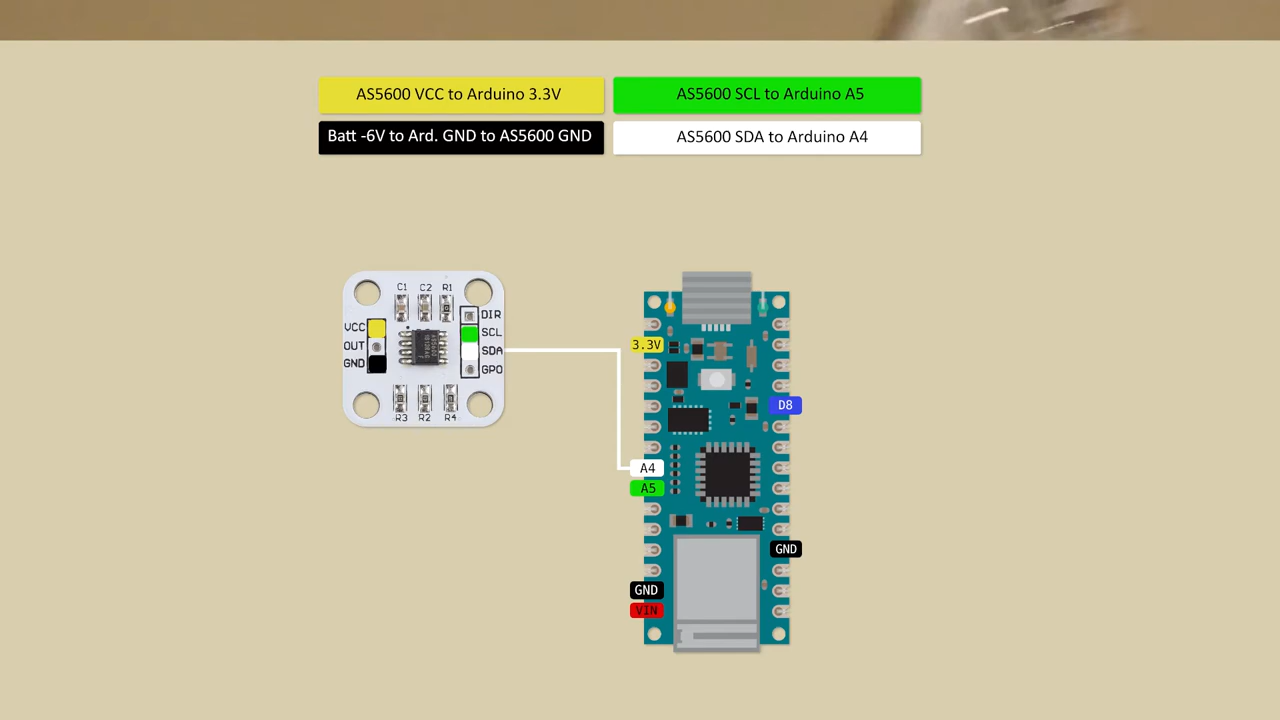 AS5600 VCC to Arduino 3.3V
AS5600 SCL to Arduino A5
Batt -6V to Ard. GND to AS5600 GND
AS5600 SDA to Arduino A4
C1 C2 R1
DIR
VCC
SCL
OUT
SDA
GND
GPO
R3 R2 R4
3.3V
D8
A4
A5
GND
GND
VIN